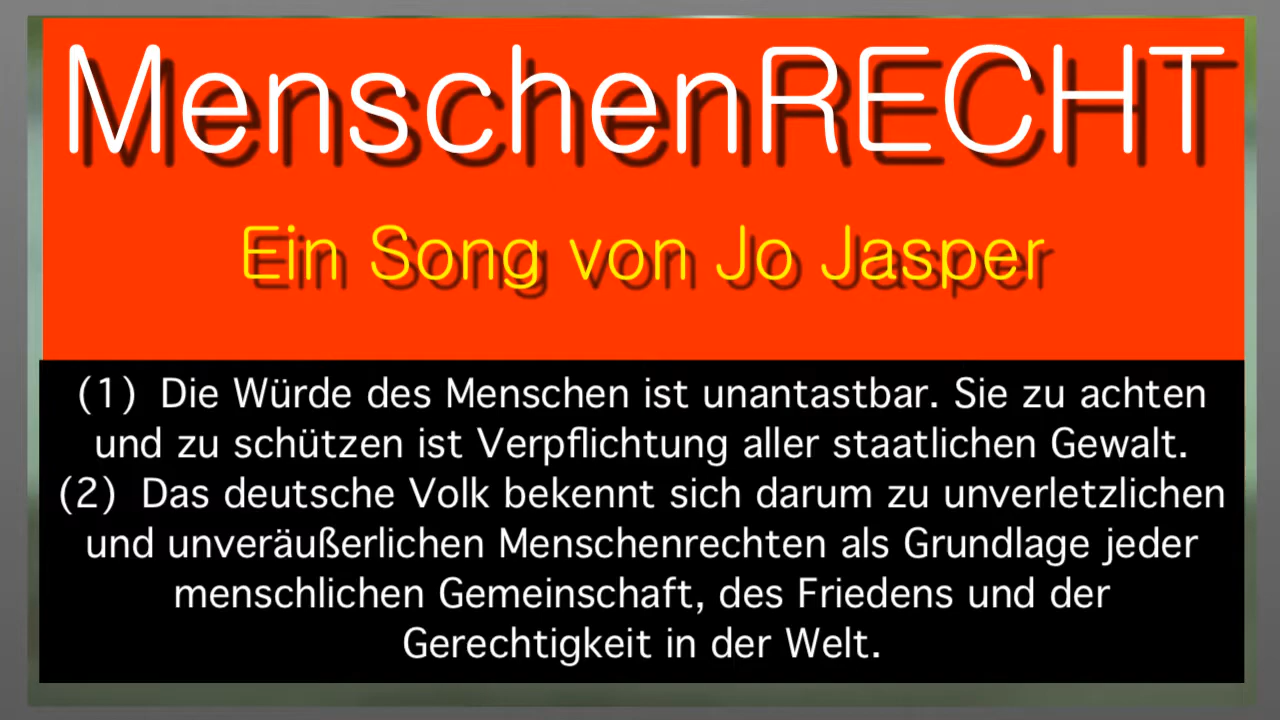 MenschenRECHT
Ein Song von Jo Jasper
(1) Die Würde des Menschen ist unantastbar. Sie zu achten
und zu schützen ist Verpflichtung aller staatlichen Gewalt.
(2) Das deutsche Volk bekennt sich darum zu unverletzlichen
und unveräußerlichen Menschenrechten als Grundlage jeder
menschlichen Gemeinschaft, des Friedens und der
Gerechtigkeit in der Welt.